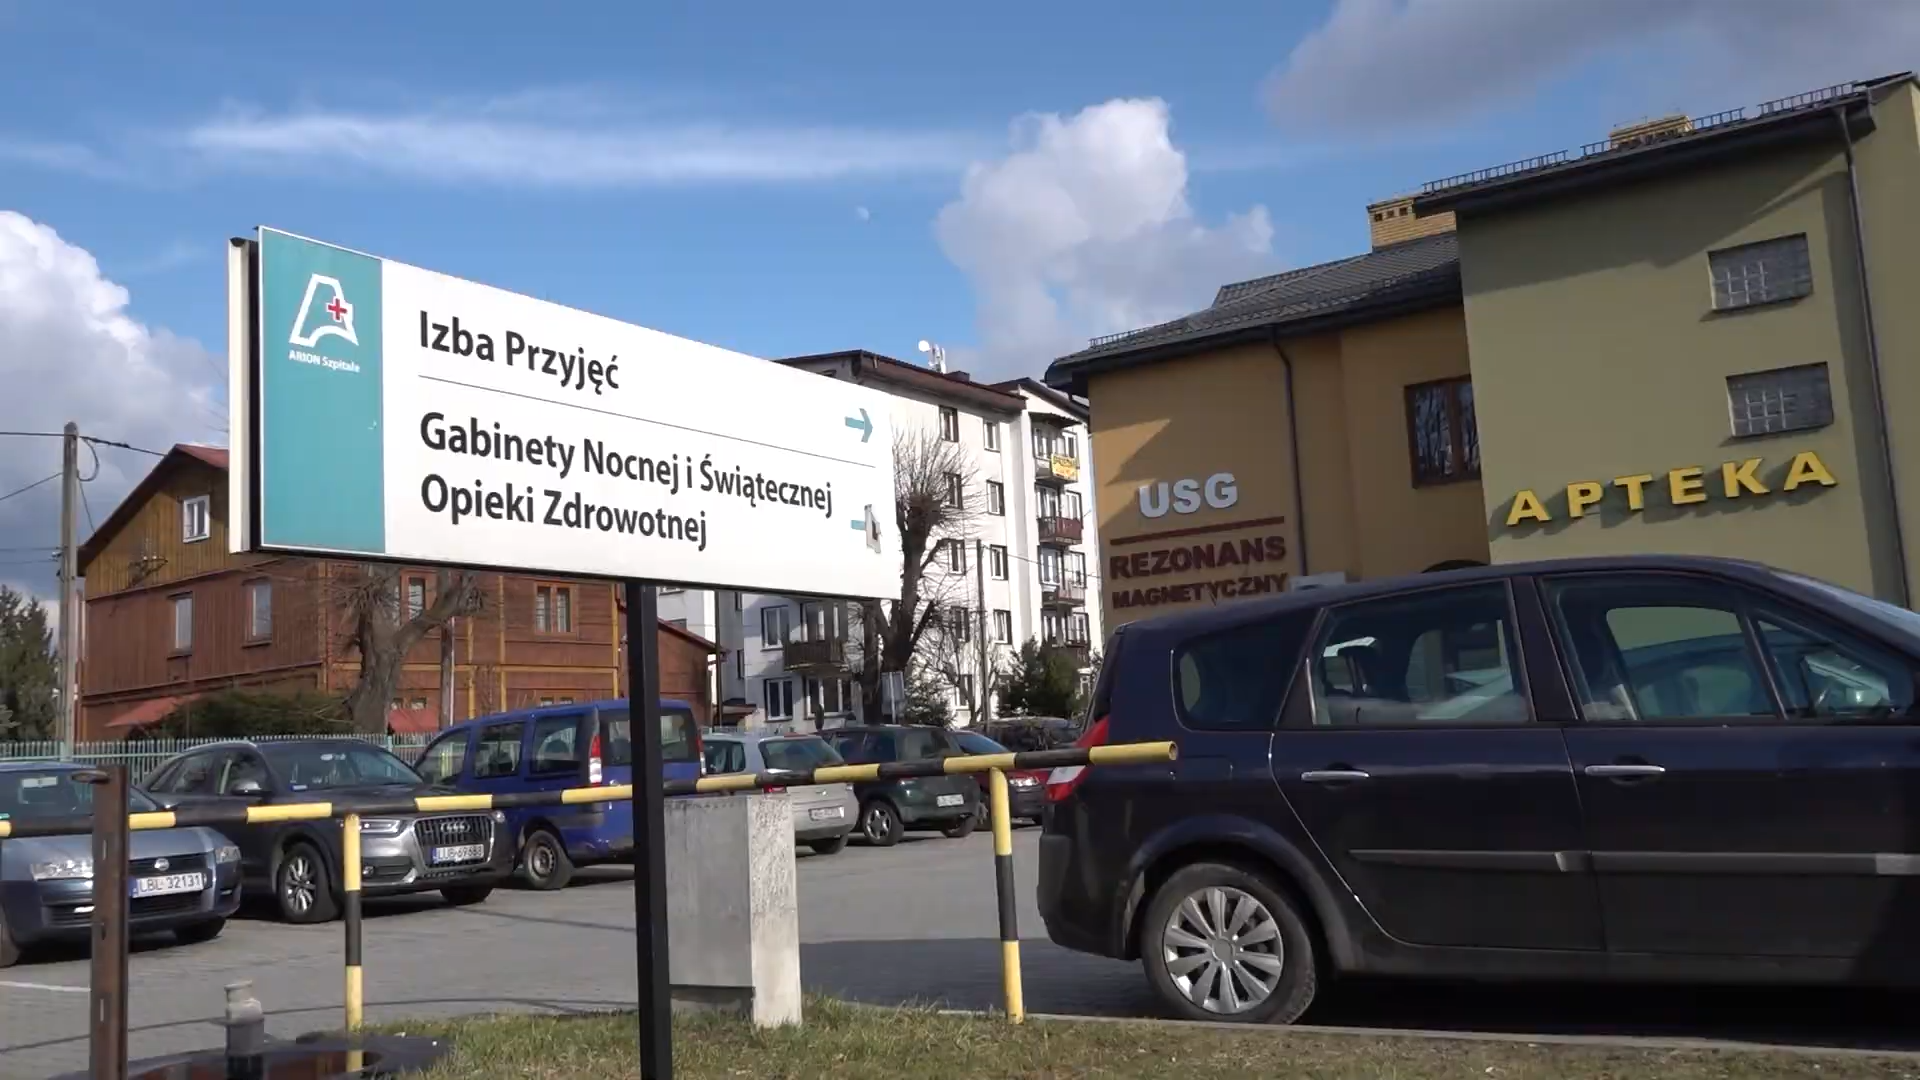 ARION Szpitale
Izba Przyjęć
Gabinety Nocnej i Świątecznej
Opieki Zdrowotnej
USG
REZONANS
MAGNETYCZNY
APTEKA
LBL 32131
LUB 69688